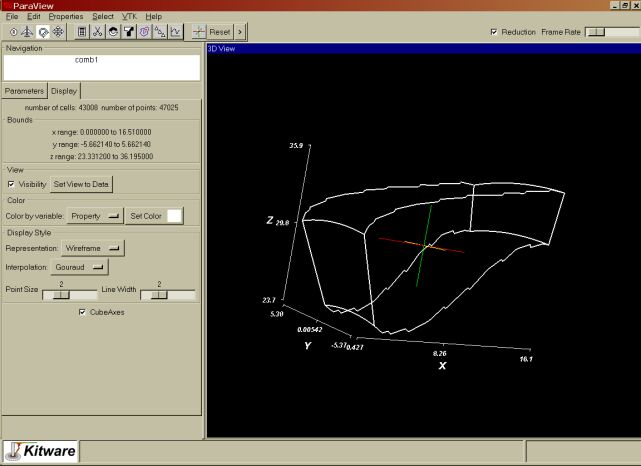 ParaView
File Edit Properties Select VTK Help
Reset > Reduction Frame Rate
Navigation
3D View
comb1
Parameters Display
number of cells: 43008 number of points: 47025
Bounds
x range: 0.000000 to 16.510000
y range: -5.662140 to 5.662140
z range: 23.331200 to 36.195000
View
Visibility Set View to Data
Color
Color by variable: Property Set Color
Display Style
Representation: Wireframe
Interpolation: Gouraud
2 2
Point Size Line Width
CubeAxes
35.9
Z 29.8
23.7
5.30
0.00542
-5.37 0.427
Y
8.26
16.1
X
Kitware